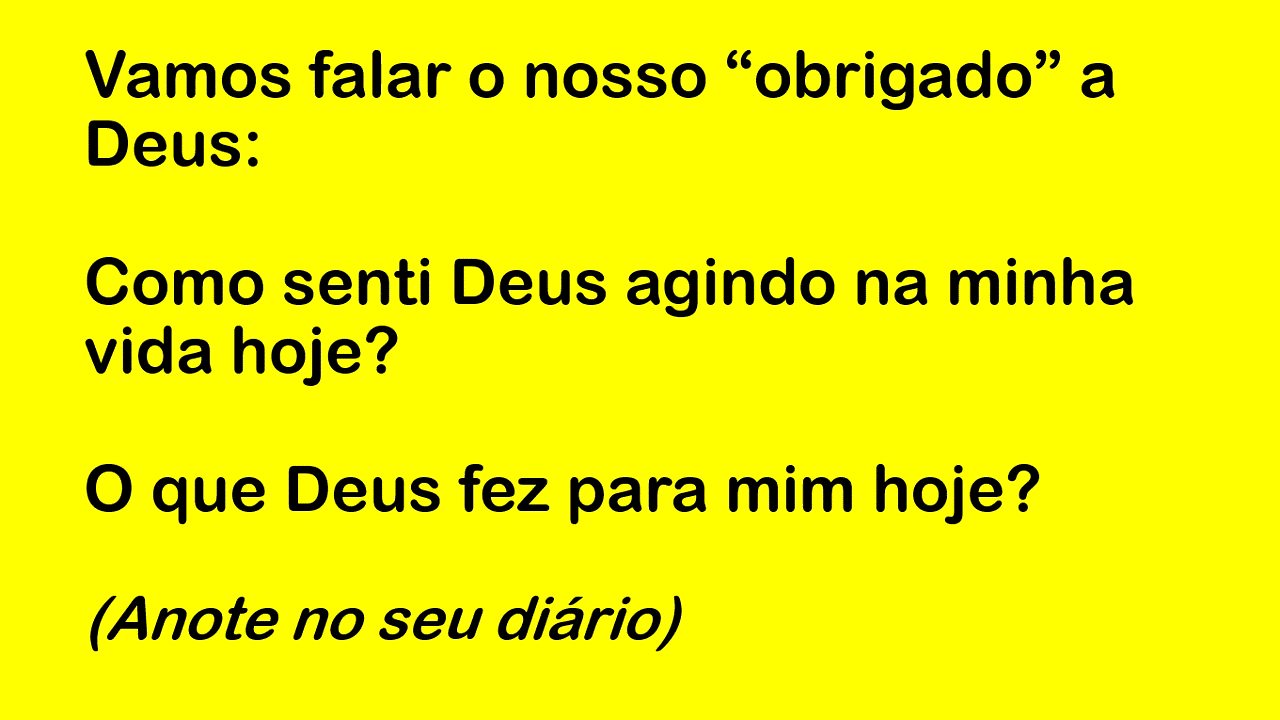 Vamos falar o nosso “obrigado” a
Deus:
Como senti Deus agindo na minha
vida hoje?
O que Deus fez para mim hoje?
(Anote no seu diário)